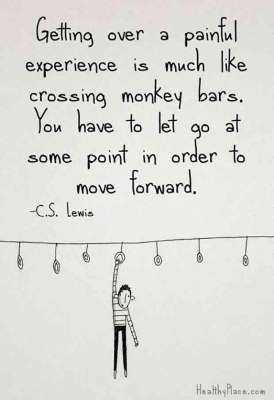 Getting over a painful
experience is much like
crossing monkey bars.
You have to let go at
some point in order to
move forward.
-C.S. Lewis
HealthyPlace.com